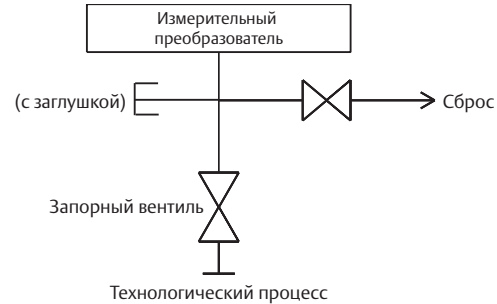 Измерительный
преобразователь
(с заглушкой)
Сброс
Запорный вентиль
Технологический процесс